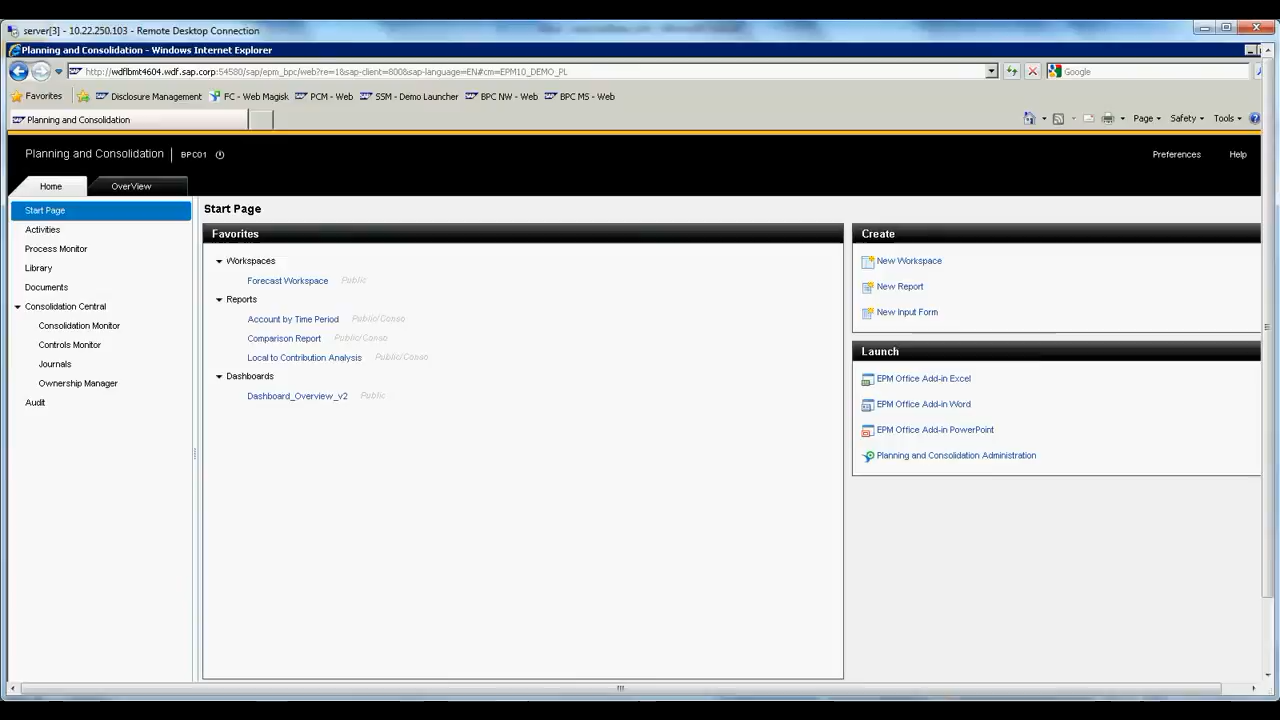 server[3] - 10.22.250.103 - Remote Desktop Connection
Planning and Consolidation - Windows Internet Explorer
http://wdflbmt4604.wdf.sap.corp:54580/sap/epm_bpc/web?re=1&sap-client=800&sap-language=EN#cm=EPM10_DEMO_PL
Google
Favorites
Disclosure Management
FC - Web Magisk
PCM - Web
SSM - Demo Launcher
BPC NW - Web
BPC MS - Web
Planning and Consolidation
Page
Safety
Tools
Planning and Consolidation
BPC01
Preferences
Help
Home
OverView
Start Page
Activities
Process Monitor
Library
Documents
Consolidation Central
Consolidation Monitor
Controls Monitor
Journals
Ownership Manager
Audit
Start Page
Favorites
Workspaces
Forecast Workspace Public
Reports
Account by Time Period Public/Conso
Comparison Report Public/Conso
Local to Contribution Analysis Public/Conso
Dashboards
Dashboard_Overview_v2 Public
Create
New Workspace
New Report
New Input Form
Launch
EPM Office Add-in Excel
EPM Office Add-in Word
EPM Office Add-in PowerPoint
Planning and Consolidation Administration